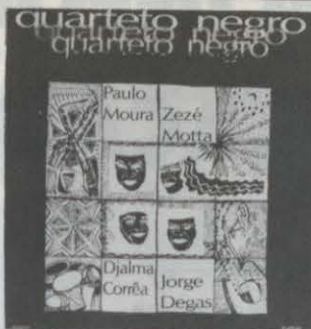 quarteto negro
quarteto negro
quarteto negro
Paulo
Moura
Zezé
Motta
Djalma
Corrêa
Jorge
Degas